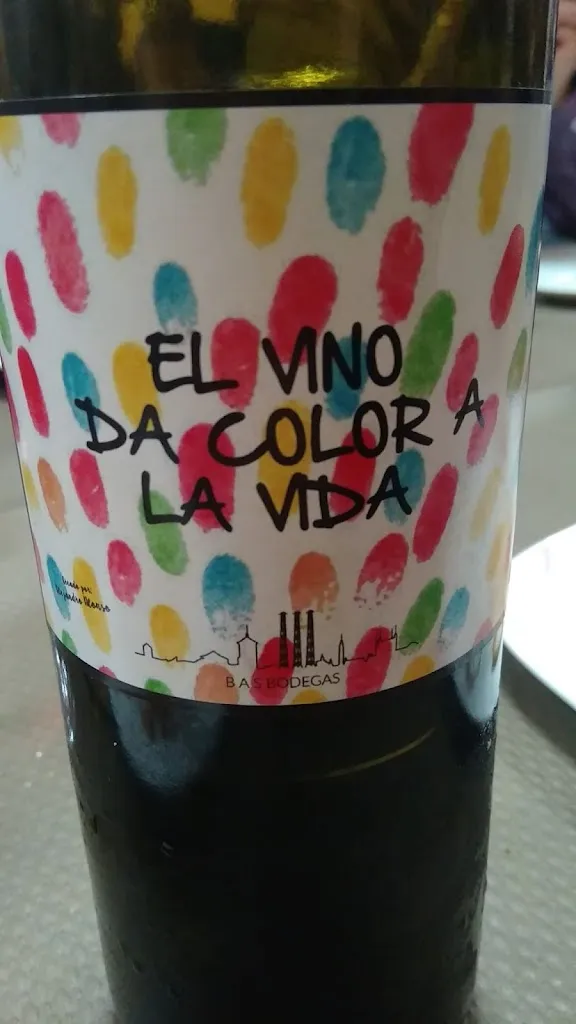 EL VINO
DA COLOR A
LA VIDA
BAS BODEGAS